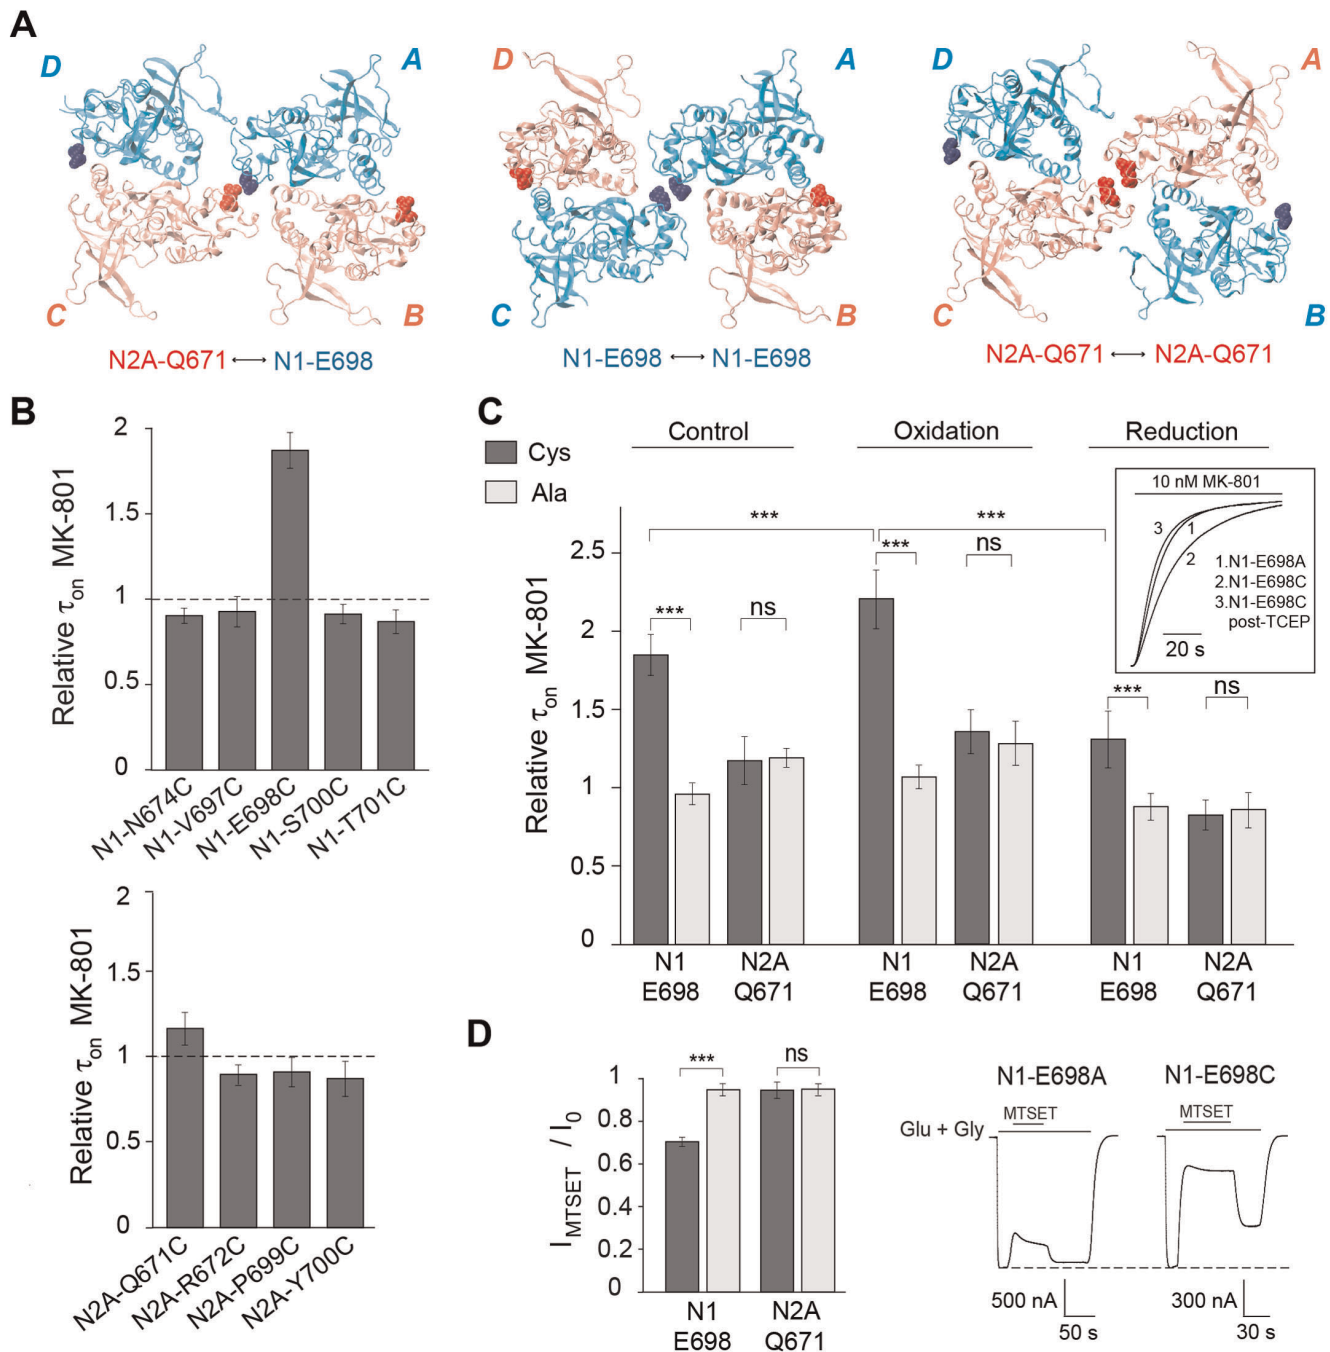 A
D
A
D
A
D
A
C
B
C
B
C
B
N2A-Q671 ⟷ N1-E698
N1-E698 ⟷ N1-E698
N2A-Q671 ⟷ N2A-Q671
B
Relative τon MK-801
2
1.5
1
0.5
0
N1-N674C
N1-V697C
N1-E698C
N1-S700C
N1-T701C
Relative τon MK-801
2
1.5
1
0.5
0
N2A-Q671C
N2A-R672C
N2A-P699C
N2A-Y700C
C
Cys
Ala
Control
Oxidation
Reduction
Relative τon MK-801
2.5
2
1.5
1
0.5
0
***
***
***
ns
***
ns
***
ns
10 nM MK-801
3
1
2
1.N1-E698A
2.N1-E698C
3.N1-E698C
post-TCEP
20 s
N1
E698
N2A
Q671
N1
E698
N2A
Q671
N1
E698
N2A
Q671
D
IMTSET / I0
1
0.8
0.6
0.4
0.2
0
***
ns
N1
E698
N2A
Q671
N1-E698A
N1-E698C
MTSET
MTSET
Glu + Gly
500 nA
50 s
300 nA
30 s